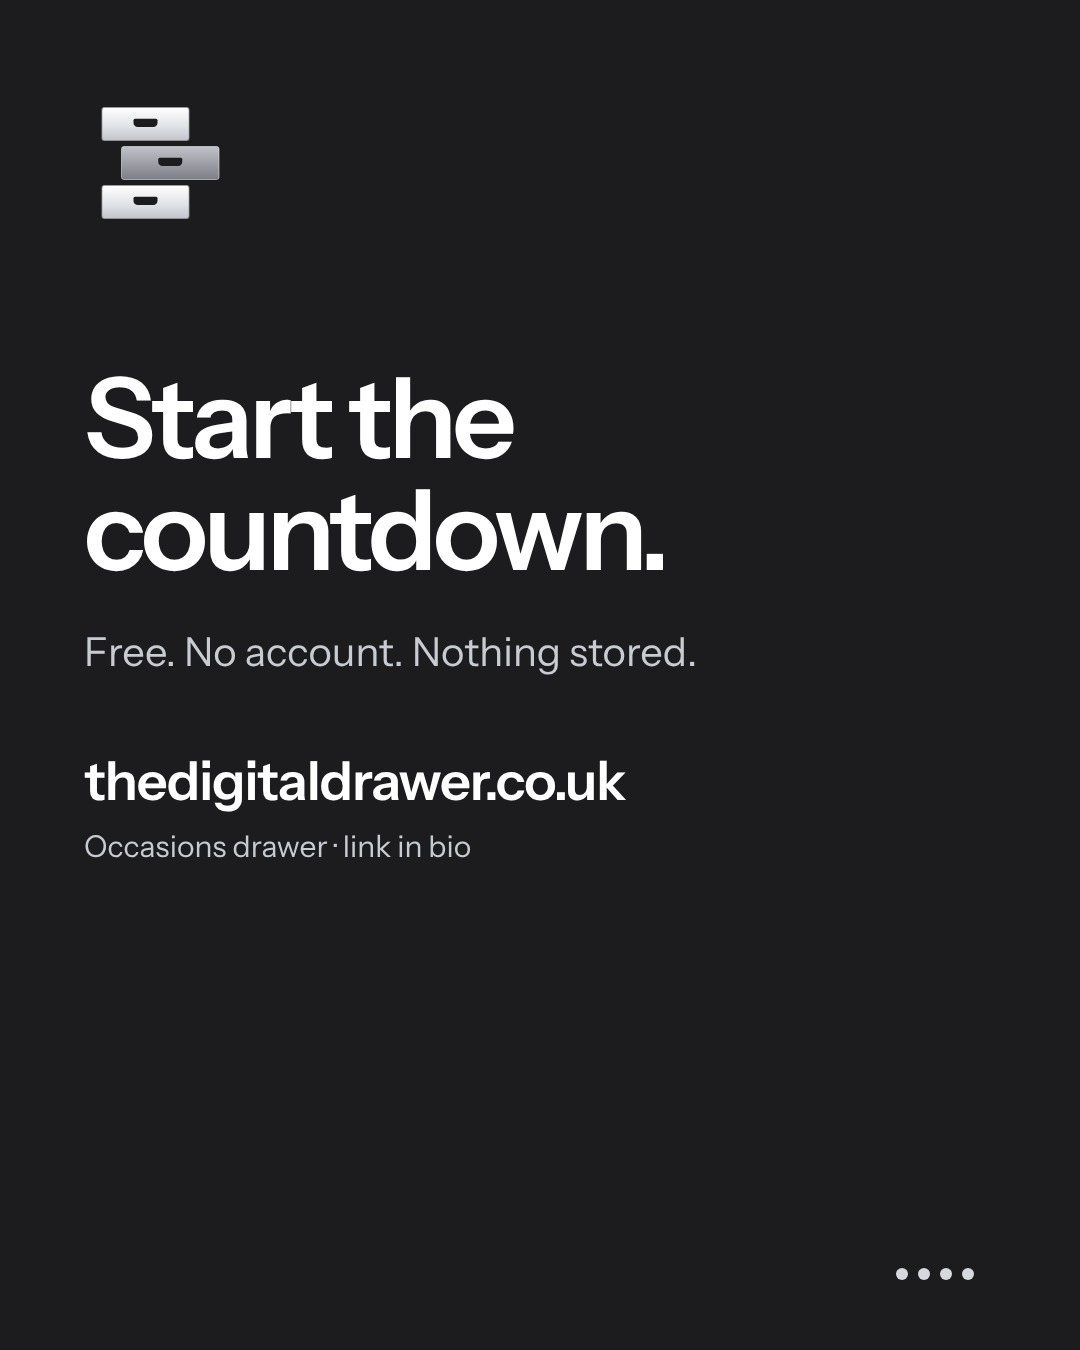 Start the
countdown.
Free. No account. Nothing stored.
thedigitaldrawer.co.uk
Occasions drawer · link in bio